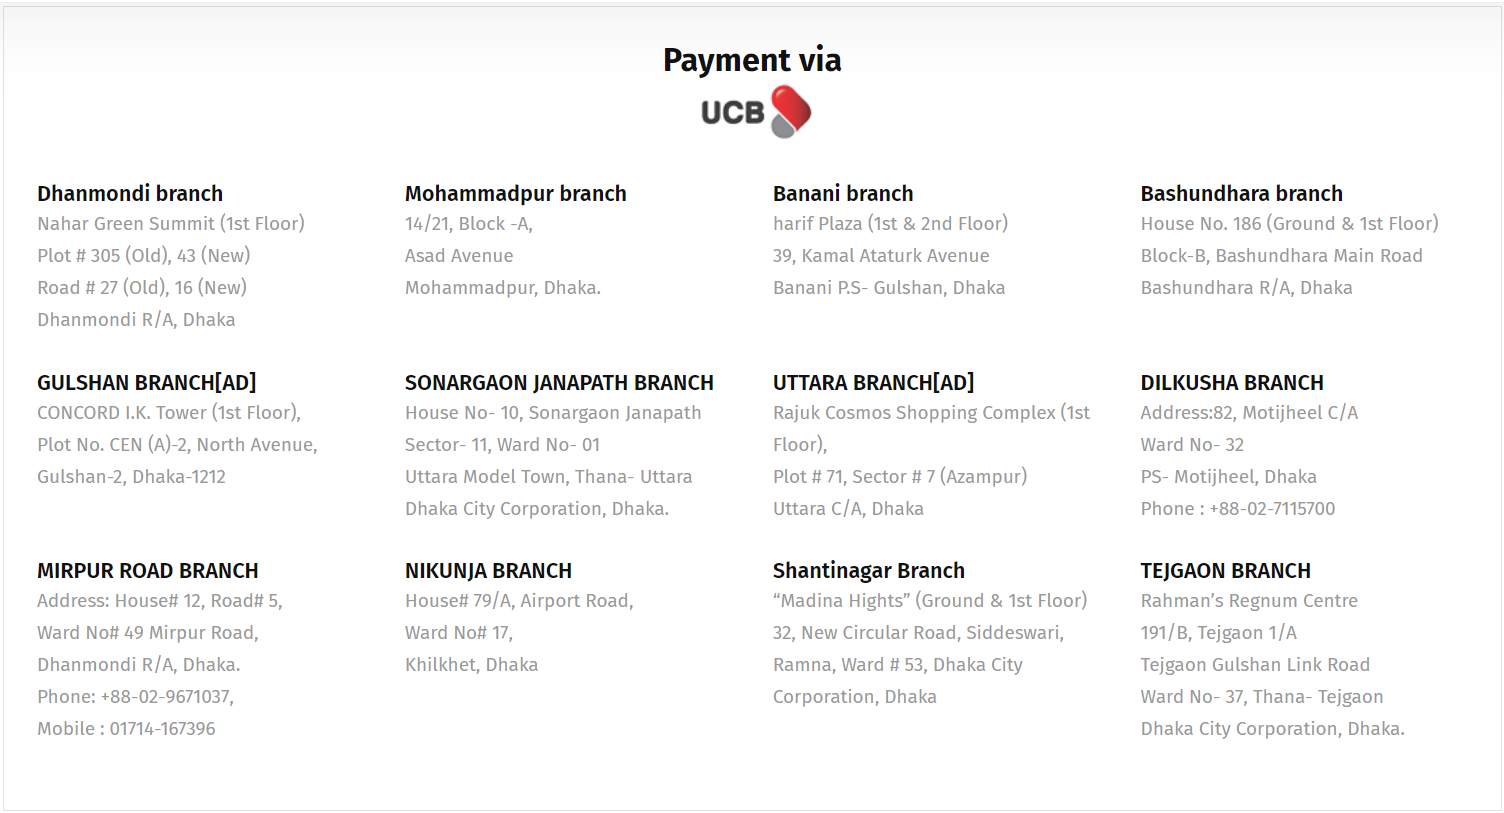 Payment via
UCB
Dhanmondi branch
Nahar Green Summit (1st Floor)
Plot # 305 (Old), 43 (New)
Road # 27 (Old), 16 (New)
Dhanmondi R/A, Dhaka
Mohammadpur branch
14/21, Block -A,
Asad Avenue
Mohammadpur, Dhaka.
Banani branch
harif Plaza (1st & 2nd Floor)
39, Kamal Ataturk Avenue
Banani P.S- Gulshan, Dhaka
Bashundhara branch
House No. 186 (Ground & 1st Floor)
Block-B, Bashundhara Main Road
Bashundhara R/A, Dhaka
GULSHAN BRANCH[AD]
CONCORD I.K. Tower (1st Floor),
Plot No. CEN (A)-2, North Avenue,
Gulshan-2, Dhaka-1212
SONARGAON JANAPATH BRANCH
House No- 10, Sonargaon Janapath
Sector- 11, Ward No- 01
Uttara Model Town, Thana- Uttara
Dhaka City Corporation, Dhaka.
UTTARA BRANCH[AD]
Rajuk Cosmos Shopping Complex (1st
Floor),
Plot # 71, Sector # 7 (Azampur)
Uttara C/A, Dhaka
DILKUSHA BRANCH
Address:82, Motijheel C/A
Ward No- 32
PS- Motijheel, Dhaka
Phone : +88-02-7115700
MIRPUR ROAD BRANCH
Address: House# 12, Road# 5,
Ward No# 49 Mirpur Road,
Dhanmondi R/A, Dhaka.
Phone: +88-02-9671037,
Mobile : 01714-167396
NIKUNJA BRANCH
House# 79/A, Airport Road,
Ward No# 17,
Khilkhet, Dhaka
Shantinagar Branch
“Madina Hights” (Ground & 1st Floor)
32, New Circular Road, Siddeswari,
Ramna, Ward # 53, Dhaka City
Corporation, Dhaka
TEJGAON BRANCH
Rahman’s Regnum Centre
191/B, Tejgaon 1/A
Tejgaon Gulshan Link Road
Ward No- 37, Thana- Tejgaon
Dhaka City Corporation, Dhaka.